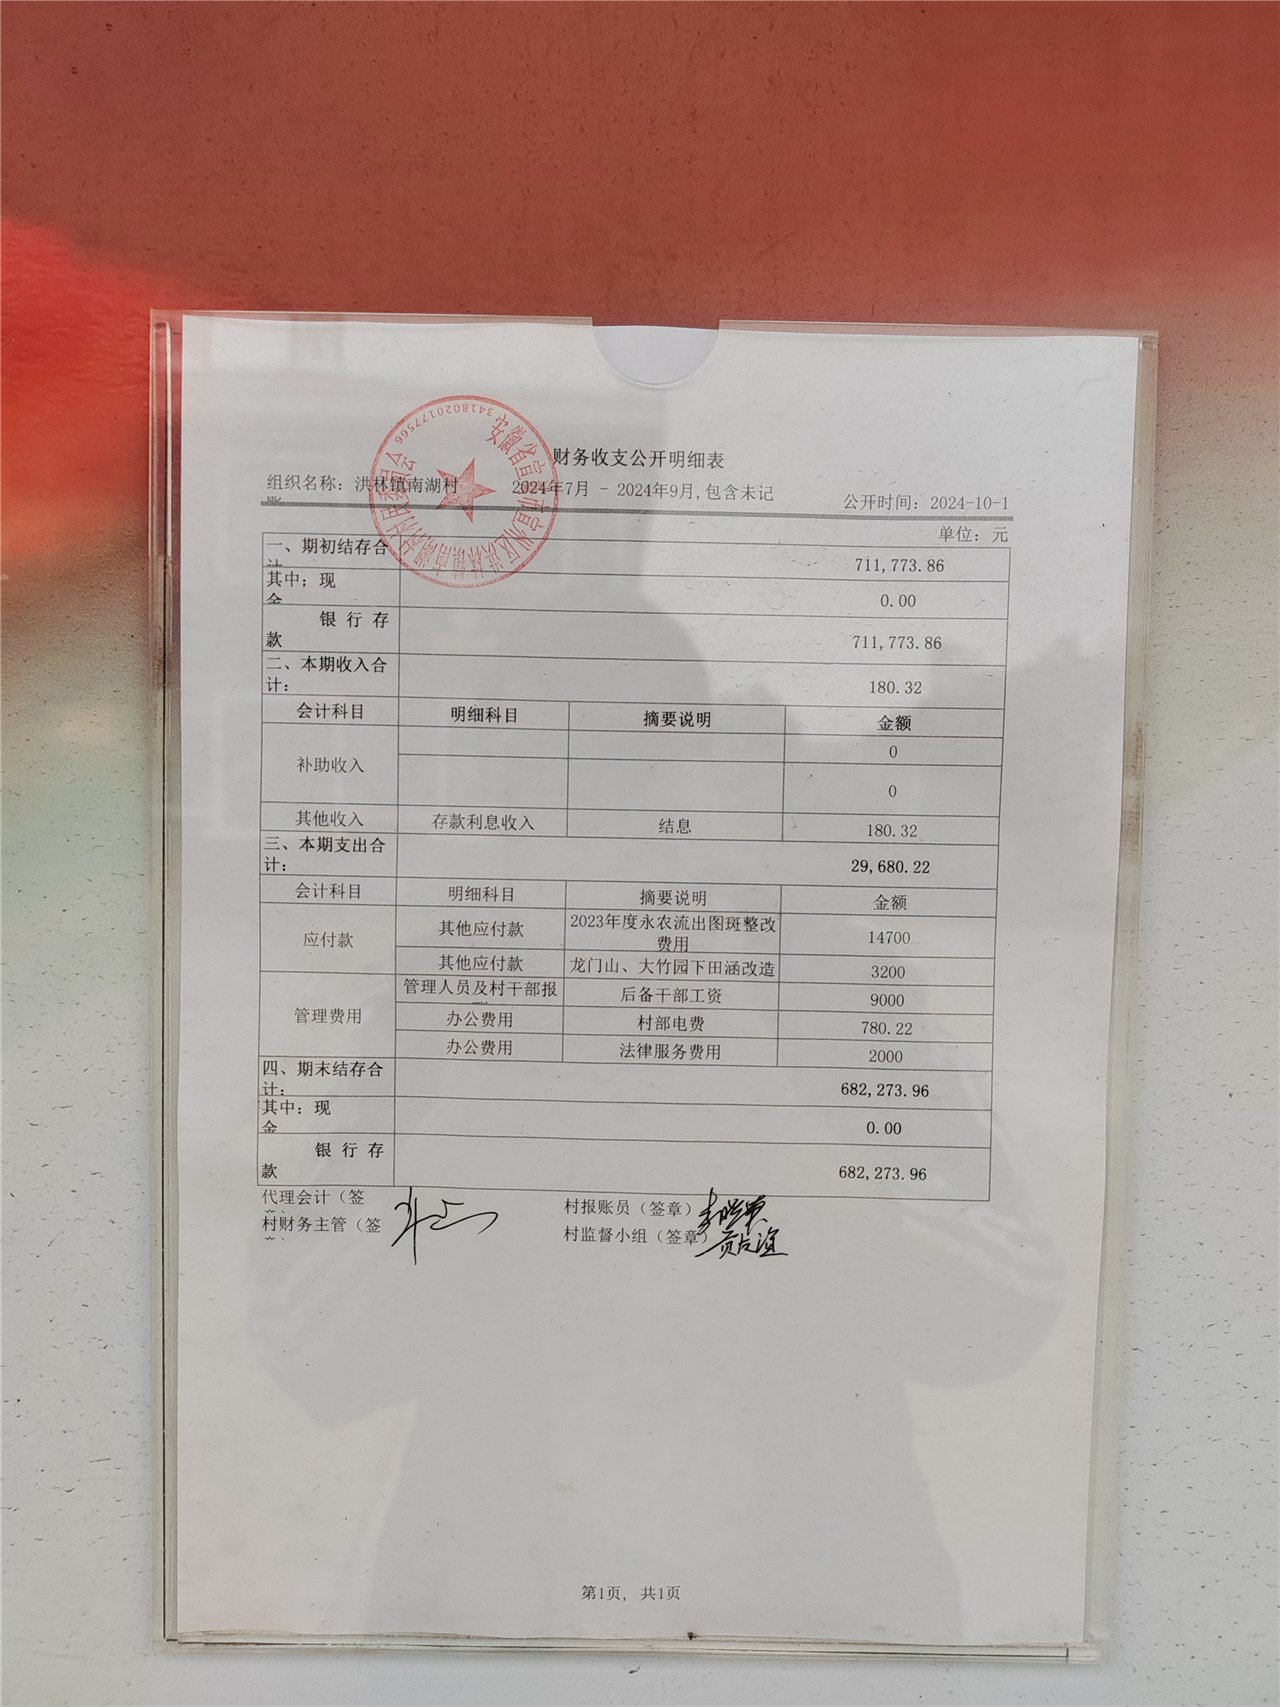 3418020177566
财务收支公开明细表
组织名称：洪林镇南湖村 2024年7月 - 2024年9月,包含未记
公开时间：2024-10-1
单位：元
一、期初结存合 711,773.86
其中；现
金 0.00
银行存
款 711,773.86
二、本期收入合
计： 180.32
会计科目 明细科目 摘要说明 金额
补助收入 0
0
其他收入 存款利息收入 结息 180.32
三、本期支出合
计： 29,680.22
会计科目 明细科目 摘要说明 金额
应付款 其他应付款 2023年度永农流出图斑整改
费用 14700
其他应付款 龙门山、大竹园下田涵改造 3200
管理费用 管理人员及村干部报 后备干部工资 9000
办公费用 村部电费 780.22
办公费用 法律服务费用 2000
四、期末结存合
计： 682,273.96
其中：现
金 0.00
银行存
款 682,273.96
代理会计（签 村报账员（签章）
村财务主管（签 村监督小组（签章）
第1页, 共1页